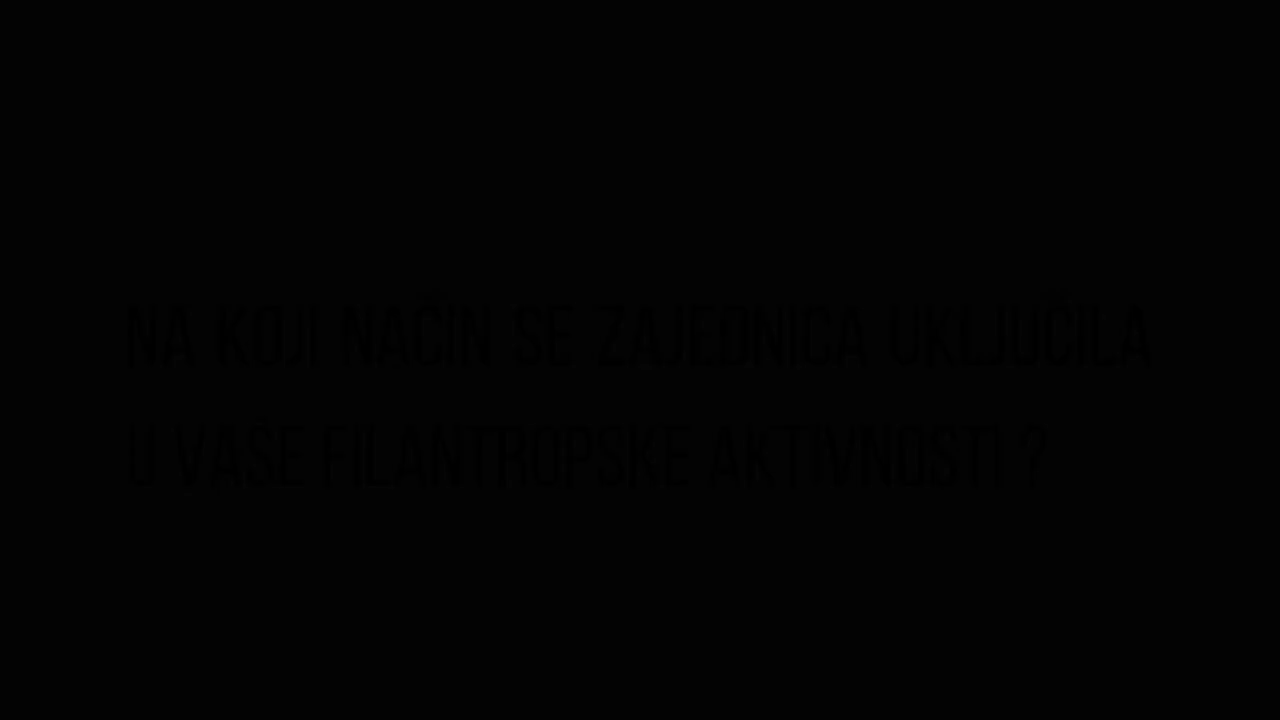 NA KOJI NAČIN SE ZAJEDNICA UKLJUČILA
U VAŠE FILANTROPSKE AKTIVNOSTI ?